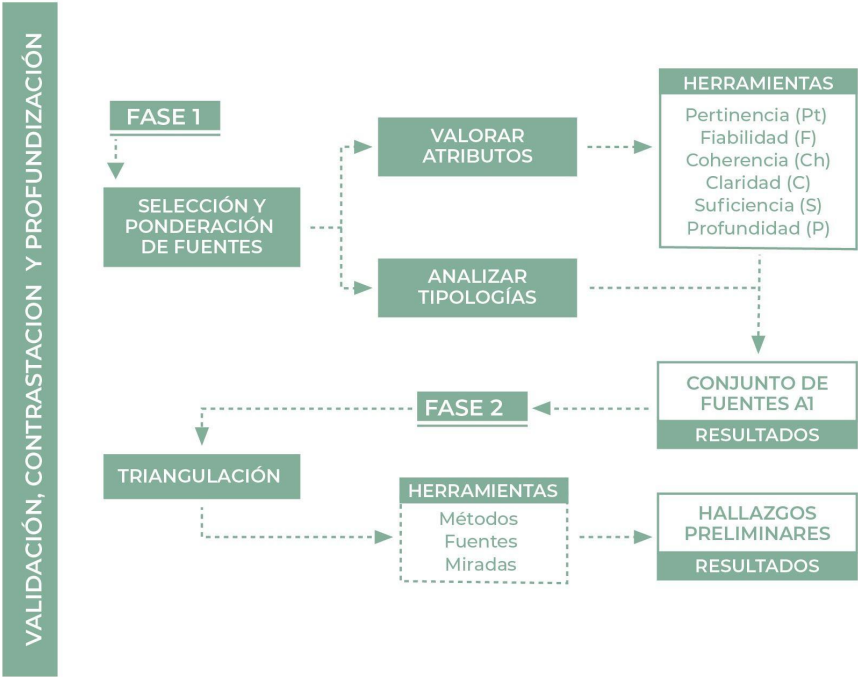 VALIDACIÓN, CONTRASTACION Y PROFUNDIZACIÓN
FASE 1
SELECCIÓN Y
PONDERACIÓN
DE FUENTES
VALORAR
ATRIBUTOS
HERRAMIENTAS
Pertinencia (Pt)
Fiabilidad (F)
Coherencia (Ch)
Claridad (C)
Suficiencia (S)
Profundidad (P)
ANALIZAR
TIPOLOGÍAS
CONJUNTO DE
FUENTES A1
RESULTADOS
FASE 2
TRIANGULACIÓN
HERRAMIENTAS
Métodos
Fuentes
Miradas
HALLAZGOS
PRELIMINARES
RESULTADOS